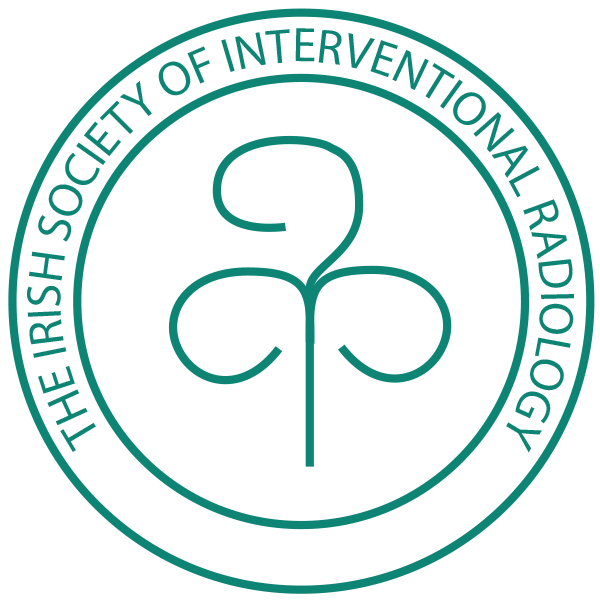 THE IRISH SOCIETY OF INTERVENTIONAL RADIOLOGY